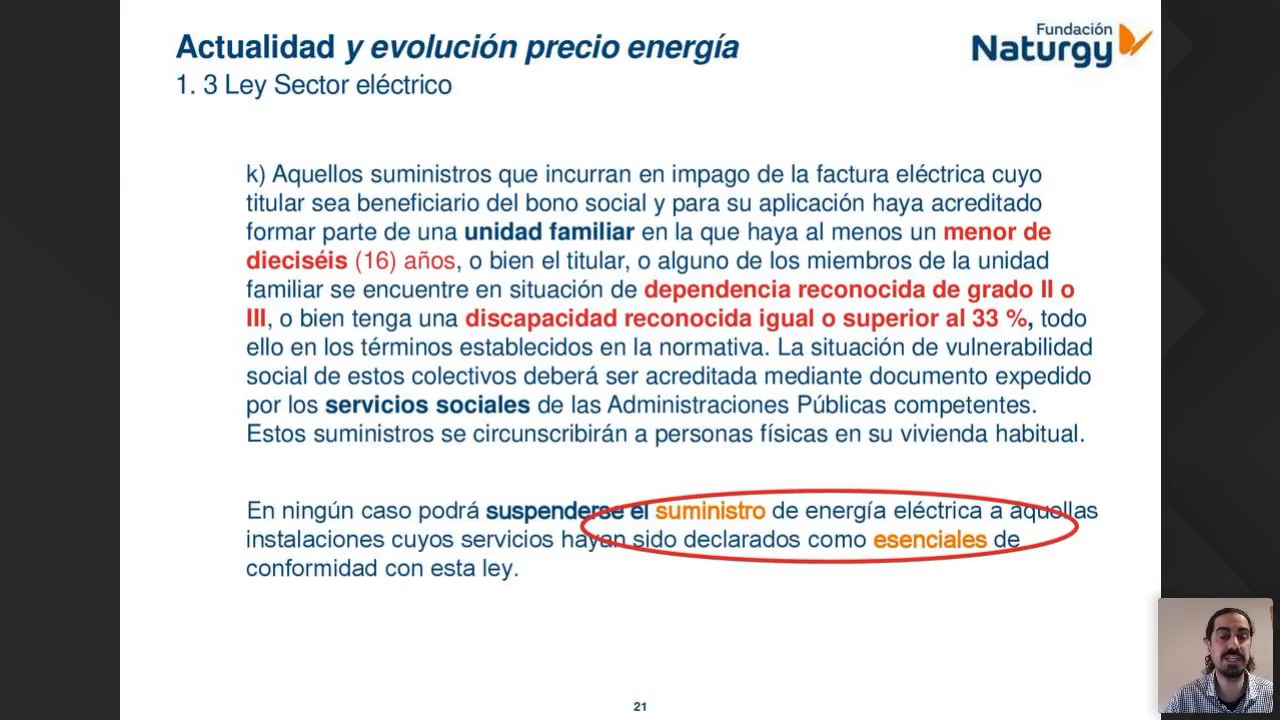 Actualidad y evolución precio energía
1. 3 Ley Sector eléctrico
Fundación
Naturgy
k) Aquellos suministros que incurran en impago de la factura eléctrica cuyo
titular sea beneficiario del bono social y para su aplicación haya acreditado
formar parte de una unidad familiar en la que haya al menos un menor de
dieciséis (16) años, o bien el titular, o alguno de los miembros de la unidad
familiar se encuentre en situación de dependencia reconocida de grado II o
III, o bien tenga una discapacidad reconocida igual o superior al 33 %, todo
ello en los términos establecidos en la normativa. La situación de vulnerabilidad
social de estos colectivos deberá ser acreditada mediante documento expedido
por los servicios sociales de las Administraciones Públicas competentes.
Estos suministros se circunscribirán a personas físicas en su vivienda habitual.
En ningún caso podrá suspenderse el suministro de energía eléctrica a aquellas
instalaciones cuyos servicios hayan sido declarados como esenciales de
conformidad con esta ley.
21